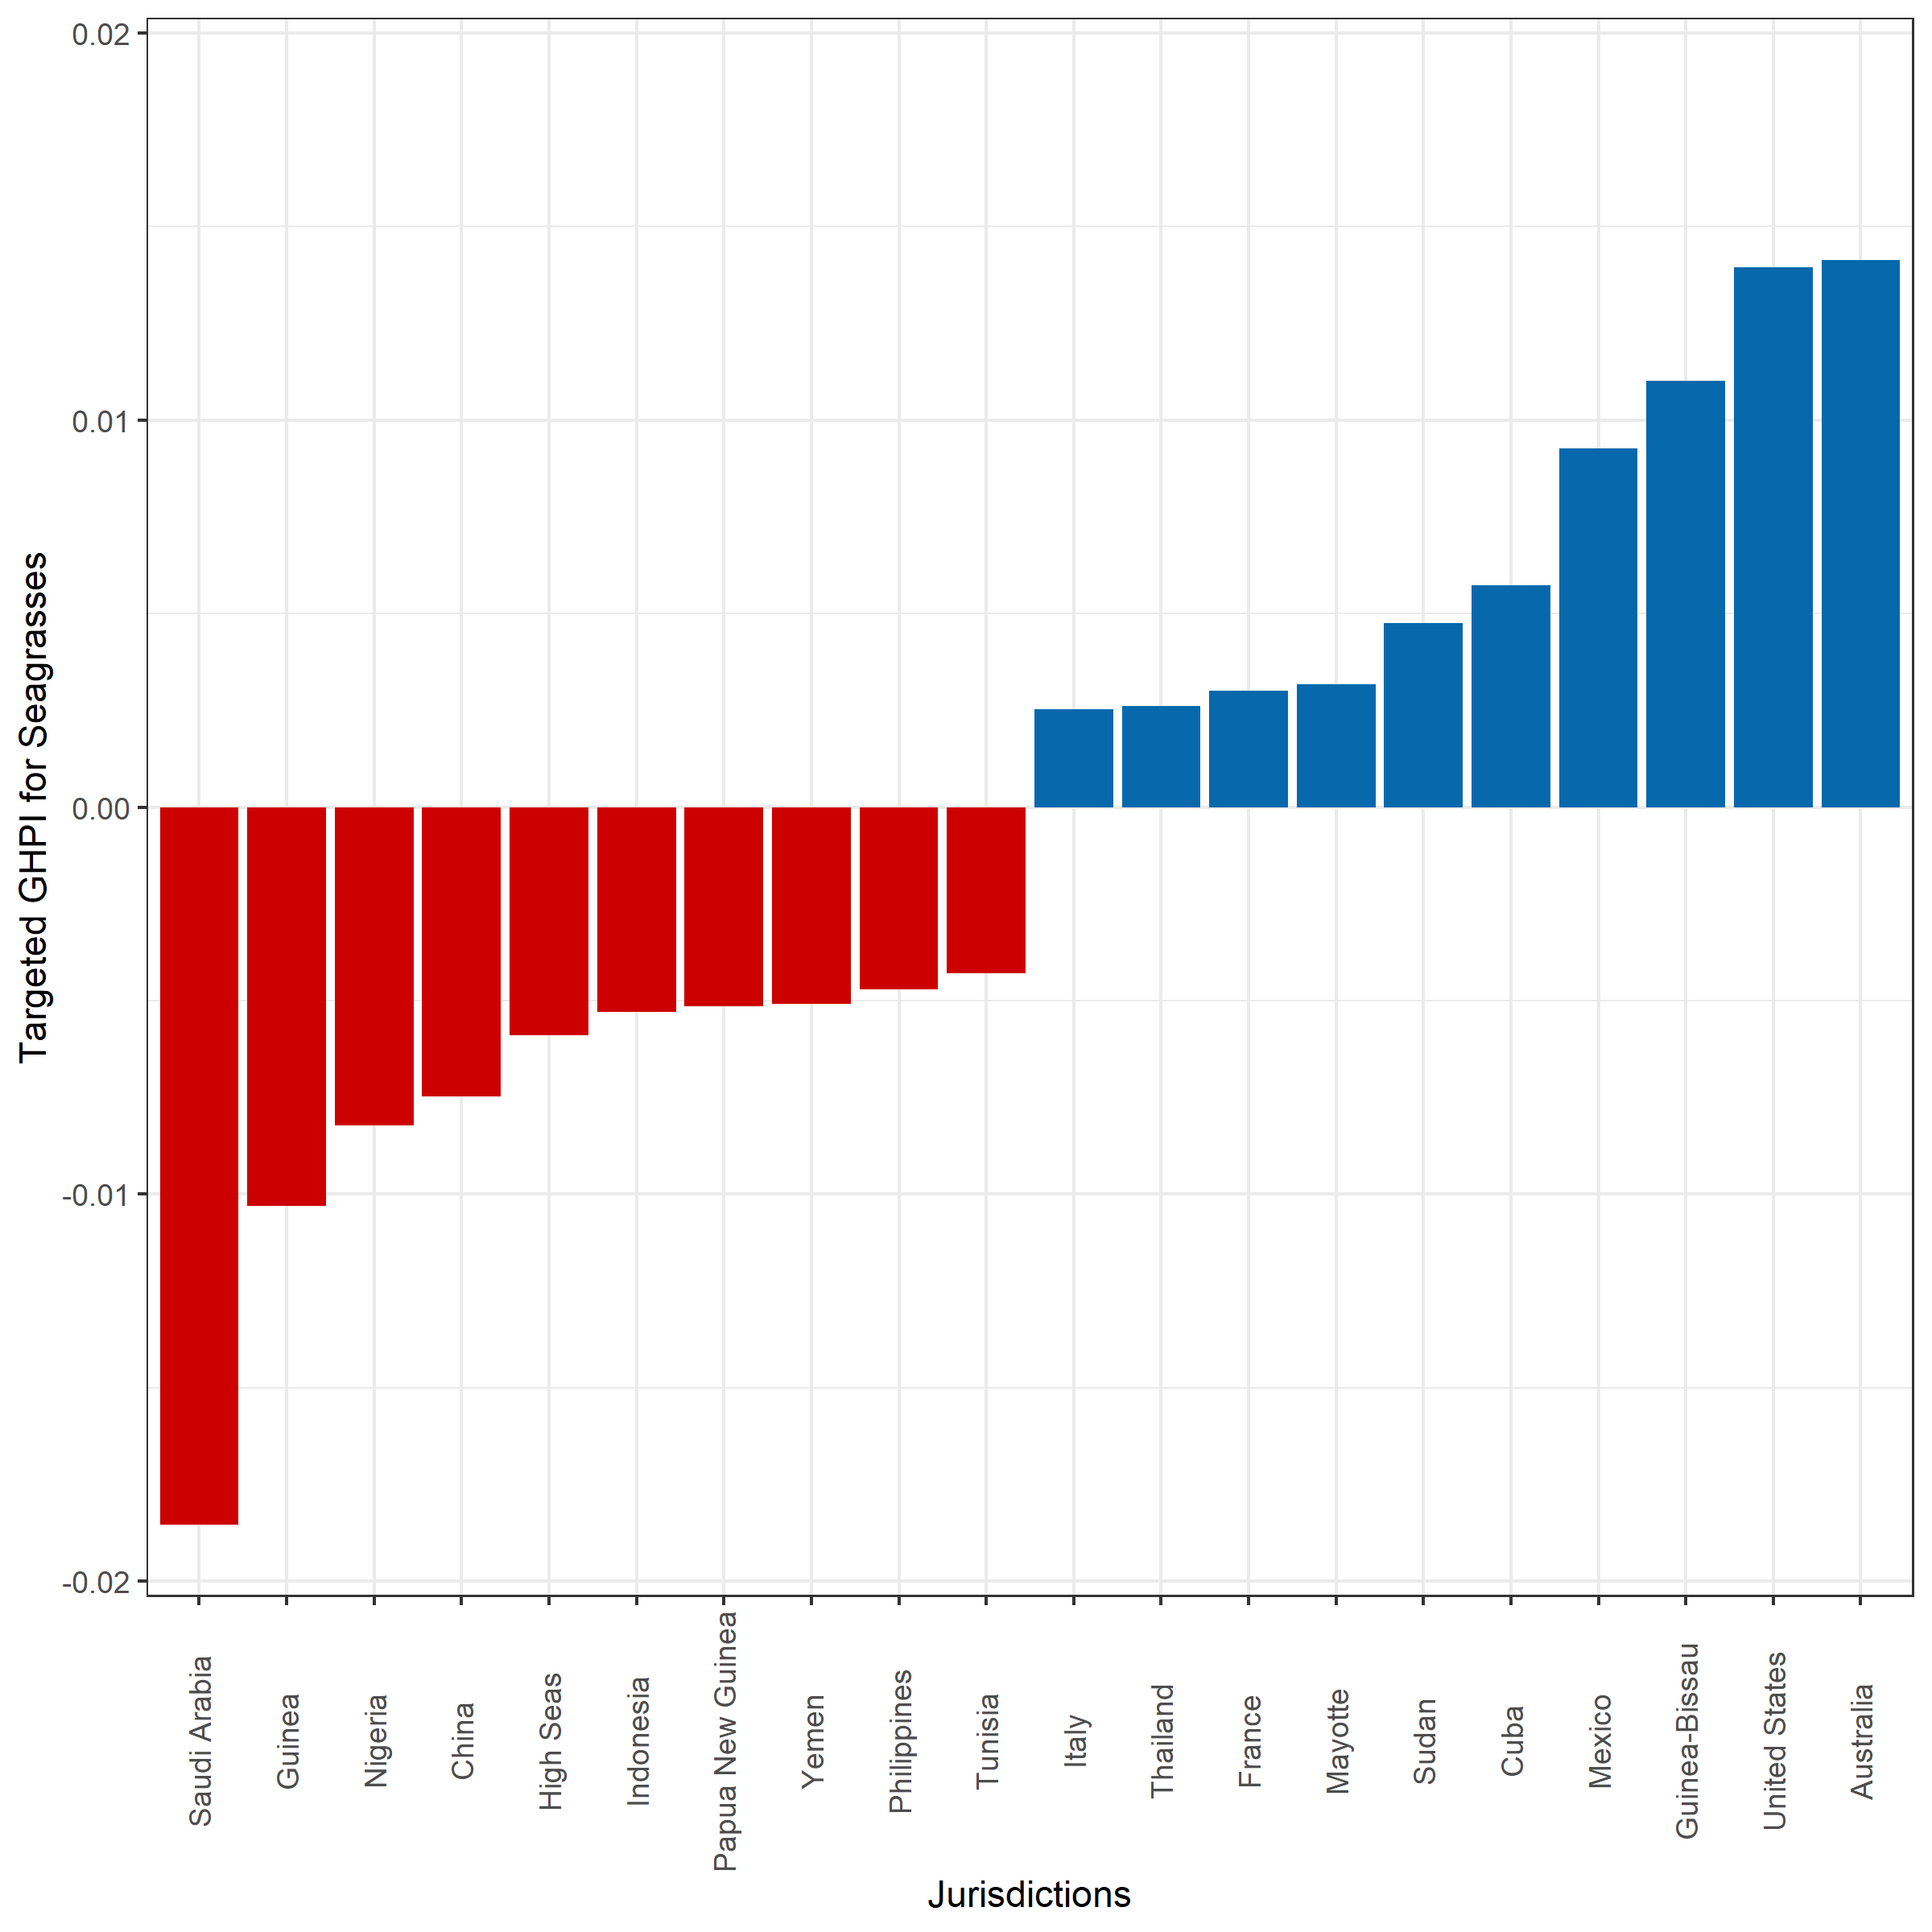 Targeted GHPI for Seagrasses
0.02
0.01
0.00
-0.01
-0.02
Saudi Arabia
Guinea
Nigeria
China
High Seas
Indonesia
Papua New Guinea
Yemen
Philippines
Tunisia
Italy
Thailand
France
Mayotte
Sudan
Cuba
Mexico
Guinea-Bissau
United States
Australia
Jurisdictions